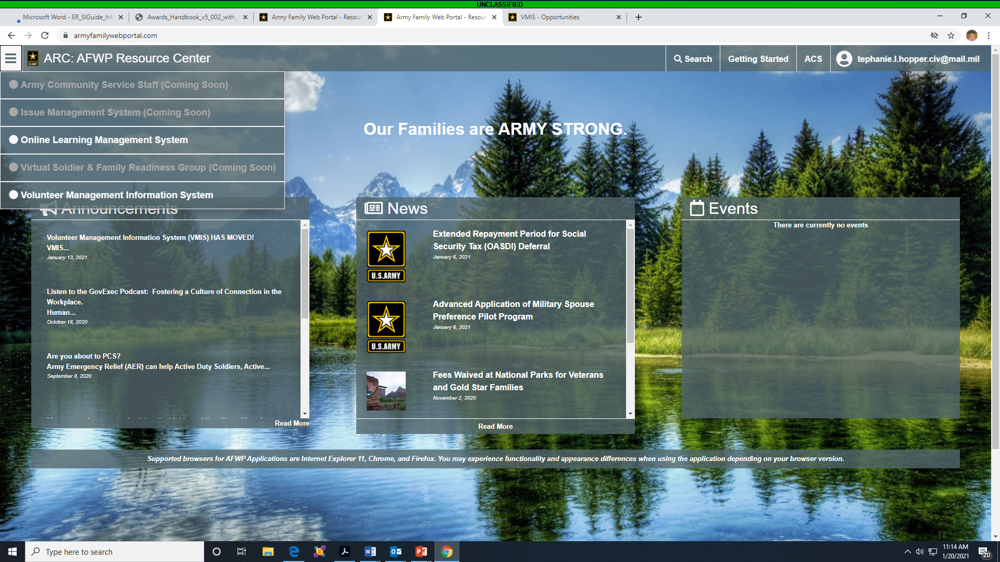 UNCLASSIFIED
Microsoft Word - ER_SIGuide_Inf
Awards_Handbook_v5_002_with_
Army Family Web Portal - Resour
Army Family Web Portal - Resour
VMIS - Opportunities
armyfamilywebportal.com
U.S.ARMY
ARC: AFWP Resource Center
Search
Getting Started
ACS
tephanie.l.hopper.civ@mail.mil
Army Community Service Staff (Coming Soon)
Issue Management System (Coming Soon)
Online Learning Management System
Virtual Soldier & Family Readiness Group (Coming Soon)
Volunteer Management Information System
Our Families are ARMY STRONG.
Announcements
Volunteer Management Information System (VMIS) HAS MOVED!
VMIS...
January 13, 2021
Listen to the GovExec Podcast:  Fostering a Culture of Connection in the
Workplace.
Human...
October 16, 2020
Are you about to PCS?
Army Emergency Relief (AER) can help Active Duty Soldiers, Active...
September 8, 2020
Read More
News
U.S.ARMY
Extended Repayment Period for Social
Security Tax (OASDI) Deferral
January 6, 2021
U.S.ARMY
Advanced Application of Military Spouse
Preference Pilot Program
January 6, 2021
Fees Waived at National Parks for Veterans
and Gold Star Families
November 2, 2020
Read More
Events
There are currently no events
Supported browsers for AFWP Applications are Internet Explorer 11, Chrome, and Firefox. You may experience functionality and appearance differences when using the application depending on your browser version.
Type here to search
11:14 AM
1/20/2021
20